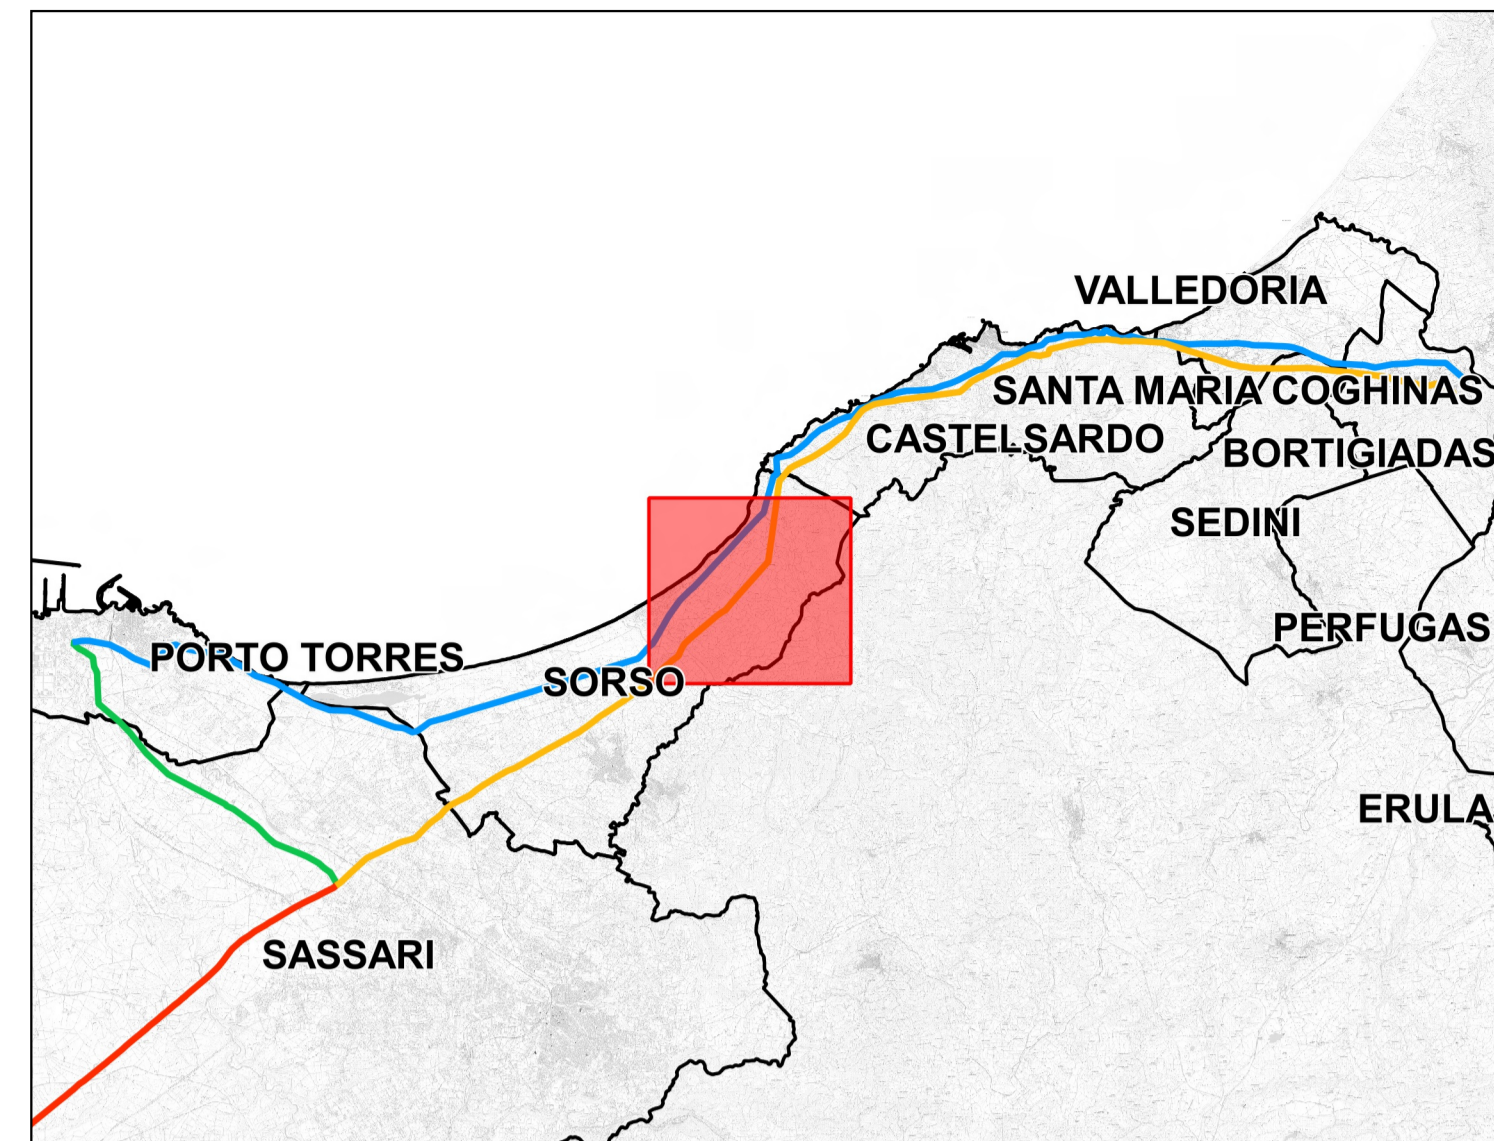 VALLEDORIA
SANTA MARIA COGHINAS
CASTELSARDO
BORTIGIADAS
SEDINI
PERFUGAS
PORTO TORRES
SORSO
ERULA
SASSARI